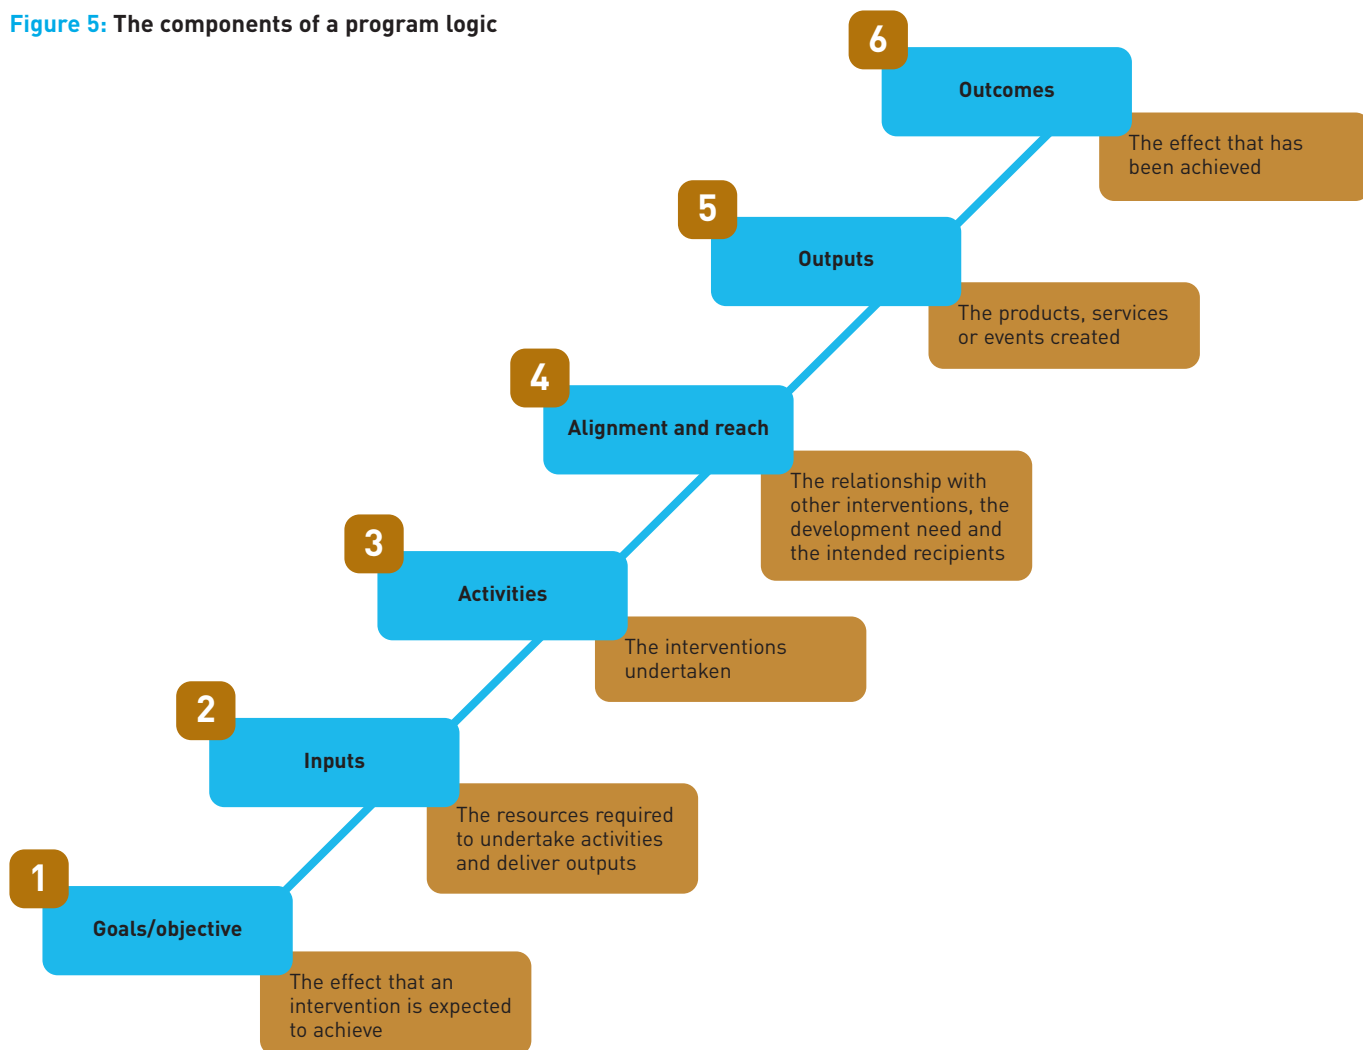 Figure 5: The components of a program logic
6
Outcomes
The effect that has
been achieved
5
Outputs
The products, services
or events created
4
Alignment and reach
The relationship with
other interventions, the
development need and
the intended recipients
3
Activities
The interventions
undertaken
2
Inputs
The resources required
to undertake activities
and deliver outputs
1
Goals/objective
The effect that an
intervention is expected
to achieve